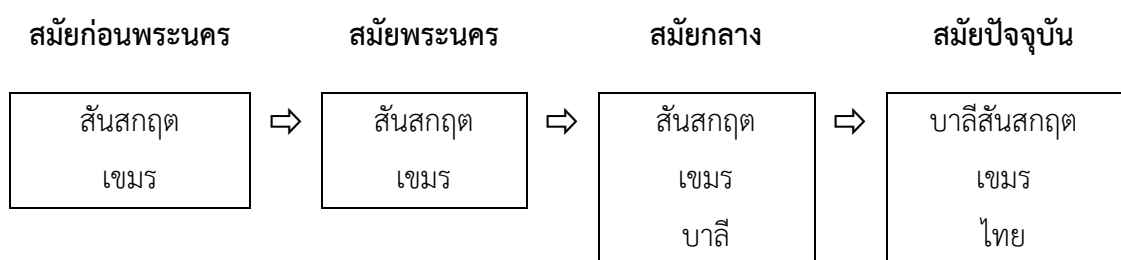 สมัยก่อนพระนคร สมัยพระนคร สมัยกลาง สมัยปัจจุบัน
สันสกฤต ⇨ สันสกฤต ⇨ สันสกฤต ⇨ บาลีสันสกฤต
เขมร เขมร เขมร เขมร
บาลี ไทย